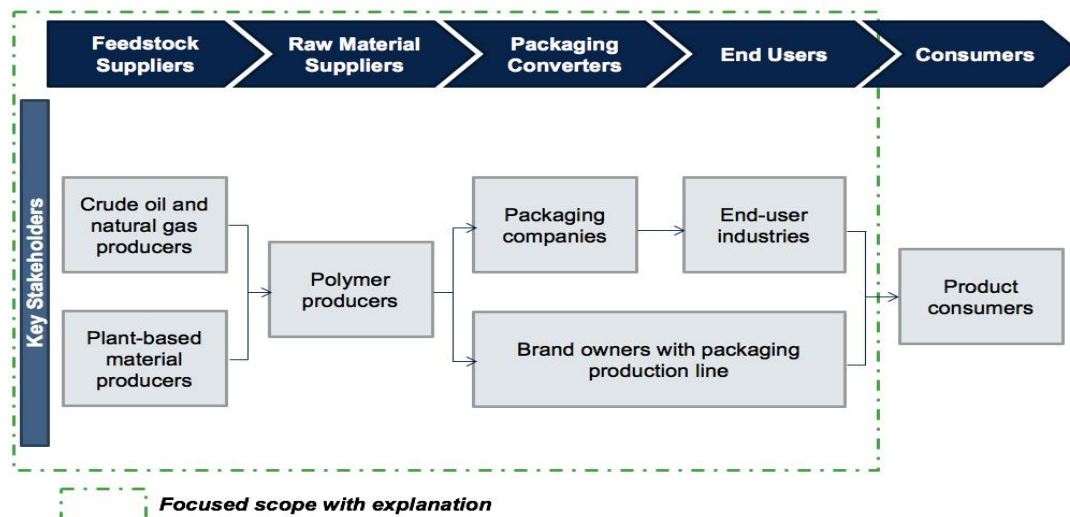 Feedstock
Suppliers
Raw Material
Suppliers
Packaging
Converters
End Users
Consumers
Key Stakeholders
Crude oil and
natural gas
producers
Plant-based
material
producers
Polymer
producers
Packaging
companies
End-user
industries
Brand owners with packaging
production line
Product
consumers
Focused scope with explanation